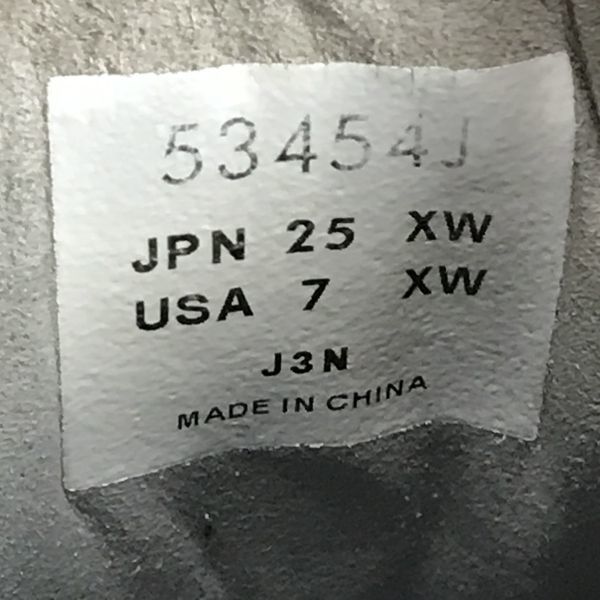 53454J
JPN 25 XW
USA 7 XW
J3N
MADE IN CHINA